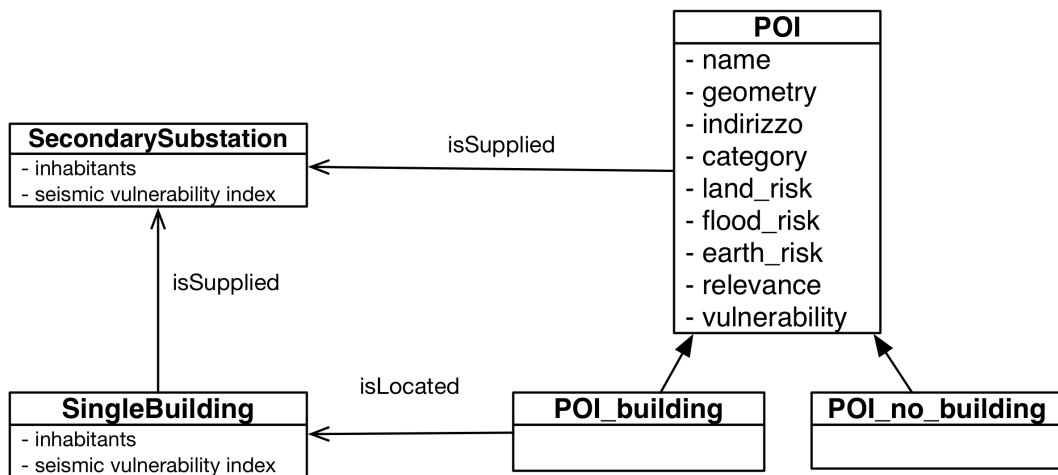 POI
- name
- geometry
- indirizzo
- category
- land_risk
- flood_risk
- earth_risk
- relevance
- vulnerability
SecondarySubstation
- inhabitants
- seismic vulnerability index
isSupplied
isSupplied
isLocated
SingleBuilding
- inhabitants
- seismic vulnerability index
POI_building
POI_no_building